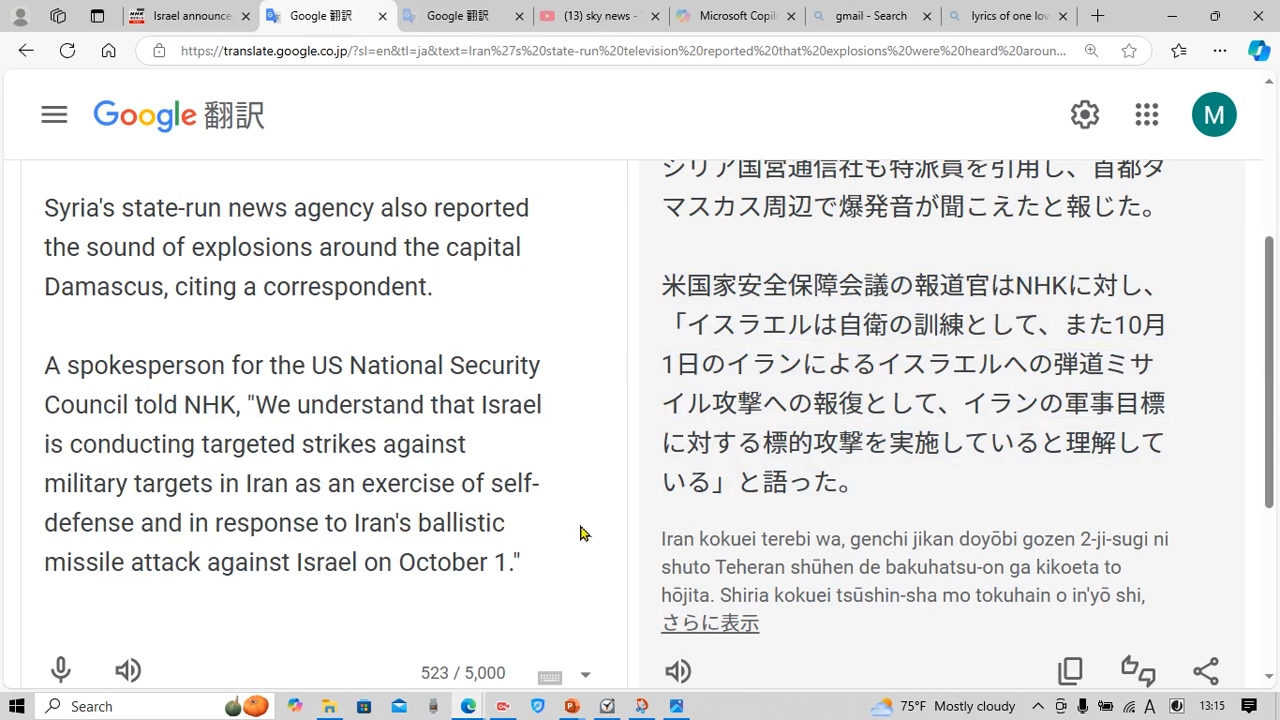 Israel announce
Google 翻訳
Google 翻訳
(3) sky news -
Microsoft Copil
gmail - Search
lyrics of one lov
https://translate.google.co.jp/?sl=en&tl=ja&text=Iran%27s%20state-run%20television%20reported%20that%20explosions%20were%20heard%20aroun...
Google 翻訳
M
Syria's state-run news agency also reported
the sound of explosions around the capital
Damascus, citing a correspondent.
A spokesperson for the US National Security
Council told NHK, "We understand that Israel
is conducting targeted strikes against
military targets in Iran as an exercise of self-
defense and in response to Iran's ballistic
missile attack against Israel on October 1."
523 / 5,000
シリア国営通信社も特派員を引用し、首都ダ
マスカス周辺で爆発音が聞こえたと報じた。
米国家安全保障会議の報道官はNHKに対し、
「イスラエルは自衛の訓練として、また10月
1日のイランによるイスラエルへの弾道ミサ
イル攻撃への報復として、イランの軍事目標
に対する標的攻撃を実施していると理解して
いる」と語った。
Iran kokuei terebi wa, genchi jikan doyōbi gozen 2-ji-sugi ni
shuto Teheran shūhen de bakuhatsu-on ga kikoeta to
hōjita. Shiria kokuei tsūshin-sha mo tokuhain o in'yō shi,
さらに表示
Search
75°F Mostly cloudy
A
13:15